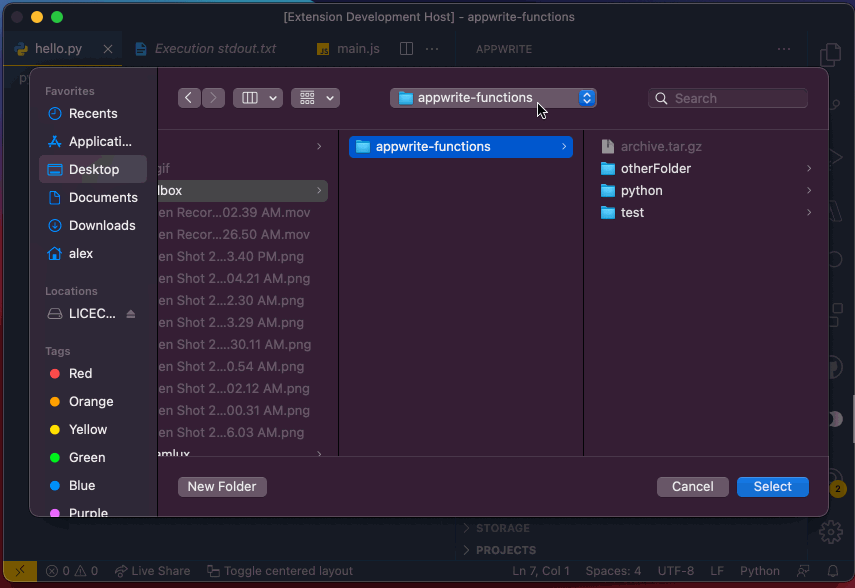 [Extension Development Host] - appwrite-functions
hello.py
Execution stdout.txt
JS main.js
APPWRITE
Favorites
Recents
Applicati...
Desktop
Documents
Downloads
alex
Locations
LICEC...
Tags
Red
Orange
Yellow
Green
Blue
Purple
appwrite-functions
Search
gif
lbox
en Recor...02.39 AM.mov
en Recor...26.50 AM.mov
en Shot 2...3.40 PM.png
en Shot 2...04.21 AM.png
en Shot 2...2.30 AM.png
en Shot 2...3.29 AM.png
en Shot 2....30.11 AM.png
en Shot 2...0.54 AM.png
en Shot 2...02.12 AM.png
en Shot 2...00.31 AM.png
en Shot 2...6.03 AM.png
amlux
appwrite-functions
archive.tar.gz
otherFolder
python
test
New Folder
Cancel
Select
2
STORAGE
PROJECTS
0 0 Live Share Toggle centered layout Ln 7, Col 1 Spaces: 4 UTF-8 LF Python